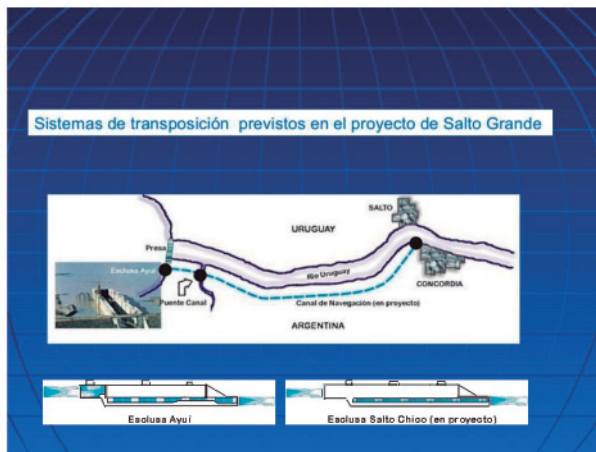 Sistemas de transposición previstos en el proyecto de Salto Grande
SALTO
URUGUAY
Presa
Esclusa Ayuí
Río Uruguay
CONCORDIA
Puente Canal
Canal de Navegación (en proyecto)
ARGENTINA
Esclusa Ayuí
Esclusa Salto Chico (en proyecto)